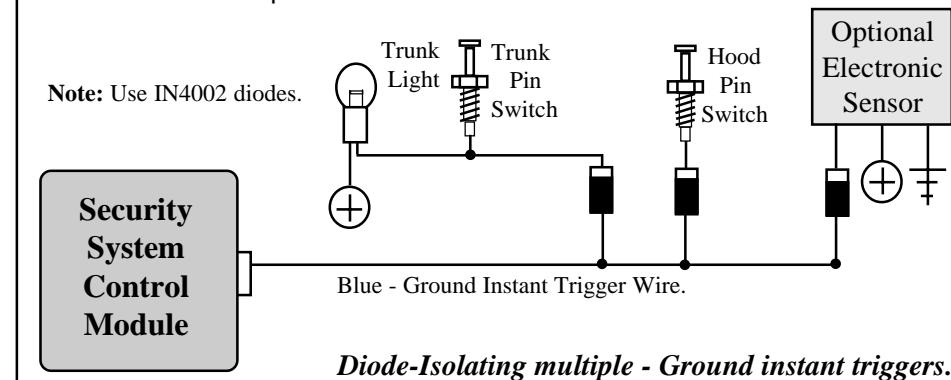 Note: Use IN4002 diodes.
Trunk
Light
Trunk
Pin
Switch
Hood
Pin
Switch
Optional
Electronic
Sensor
Security
System
Control
Module
Blue - Ground Instant Trigger Wire.
Diode-Isolating multiple - Ground instant triggers.